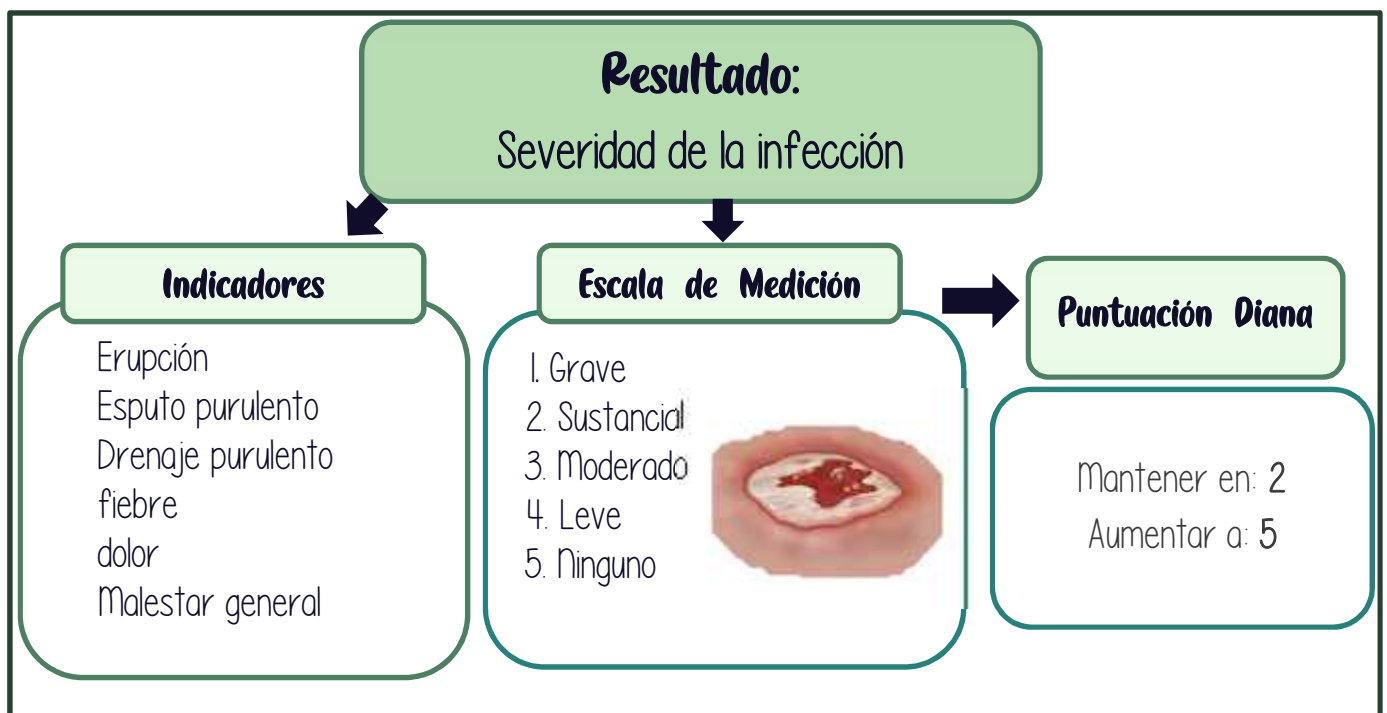 Resultado:
Severidad de la infección
Indicadores
Erupción
Esputo purulento
Drenaje purulento
fiebre
dolor
Malestar general
Escala de Medición
1. Grave
2. Sustancial
3. Moderado
4. Leve
5. Ninguno
Puntuación Diana
Mantener en: 2
Aumentar a: 5